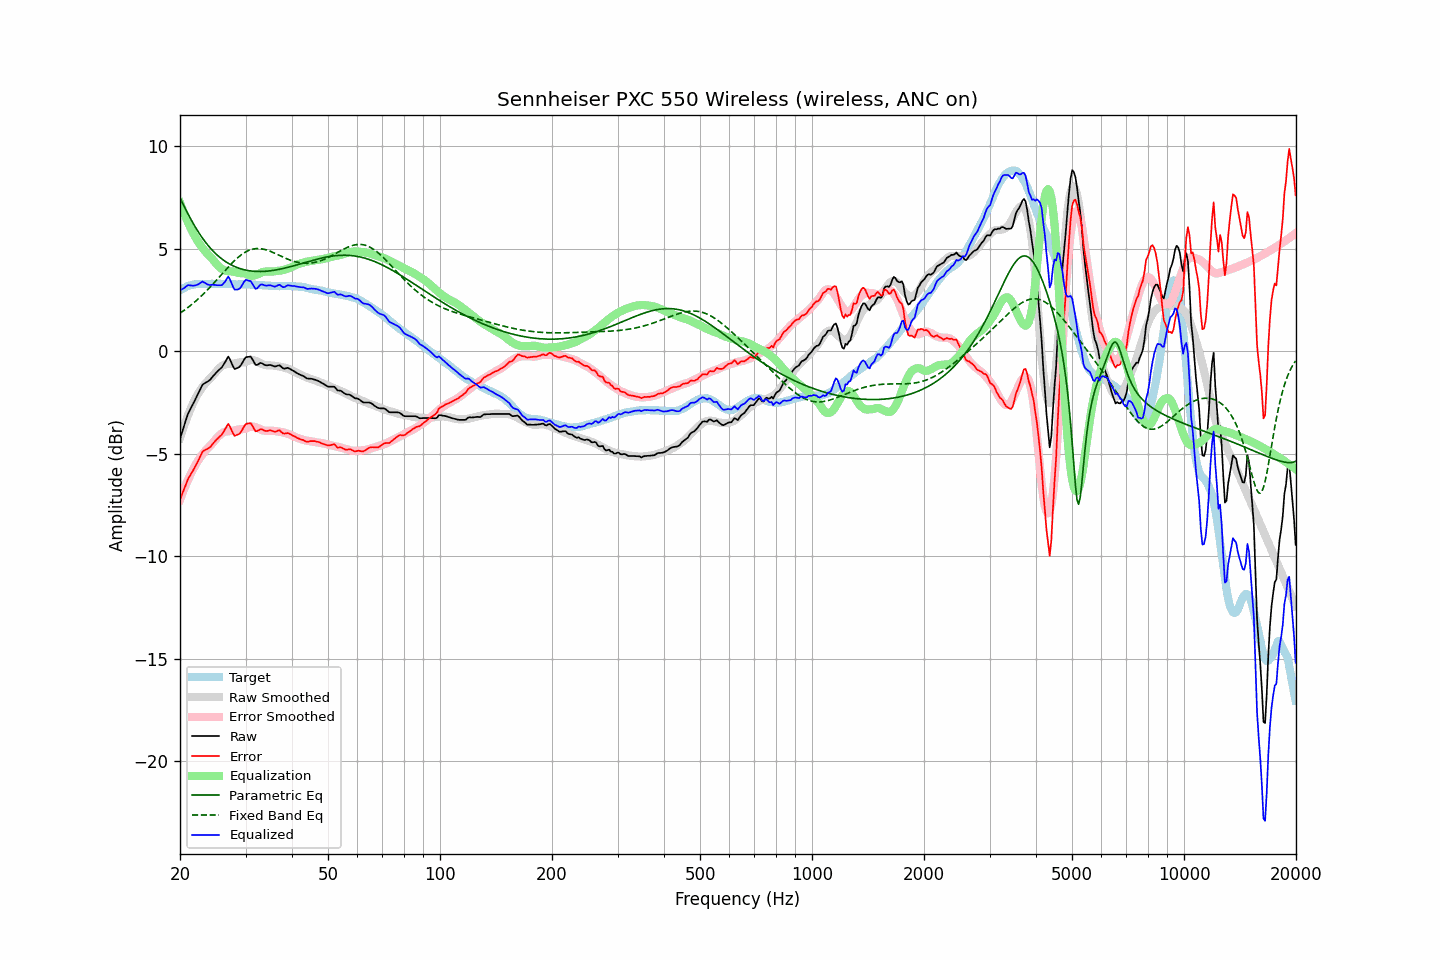 Sennheiser PXC 550 Wireless (wireless, ANC on)
10
5
0
−5
−10
−15
−20
Amplitude (dBr)
Target
Raw Smoothed
Error Smoothed
Raw
Error
Equalization
Parametric Eq
Fixed Band Eq
Equalized
20 50 100 200 500 1000 2000 5000 10000 20000
Frequency (Hz)